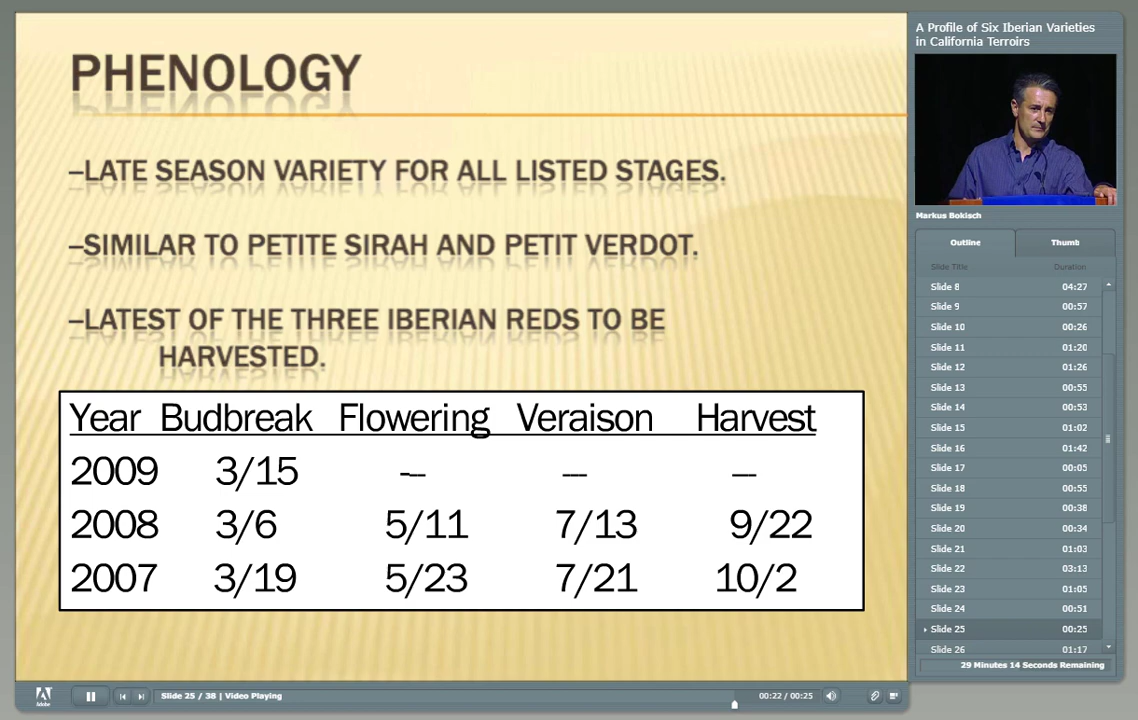 PHENOLOGY
–LATE SEASON VARIETY FOR ALL LISTED STAGES.
–SIMILAR TO PETITE SIRAH AND PETIT VERDOT.
–LATEST OF THE THREE IBERIAN REDS TO BE
HARVESTED.
Year Budbreak Flowering Veraison Harvest
2009 3/15 --- --- ---
2008 3/6 5/11 7/13 9/22
2007 3/19 5/23 7/21 10/2
A Profile of Six Iberian Varieties
in California Terroirs
Markus Bokisch
Outline Thumb
Slide Title Duration
Slide 8 04:27
Slide 9 00:57
Slide 10 00:26
Slide 11 01:20
Slide 12 01:26
Slide 13 00:55
Slide 14 00:53
Slide 15 01:02
Slide 16 01:42
Slide 17 00:05
Slide 18 00:55
Slide 19 00:38
Slide 20 00:34
Slide 21 01:03
Slide 22 03:13
Slide 23 01:05
Slide 24 00:51
Slide 25 00:25
Slide 26 01:17
29 Minutes 14 Seconds Remaining
Adobe
Slide 25 / 38 | Video Playing
00:22 / 00:25